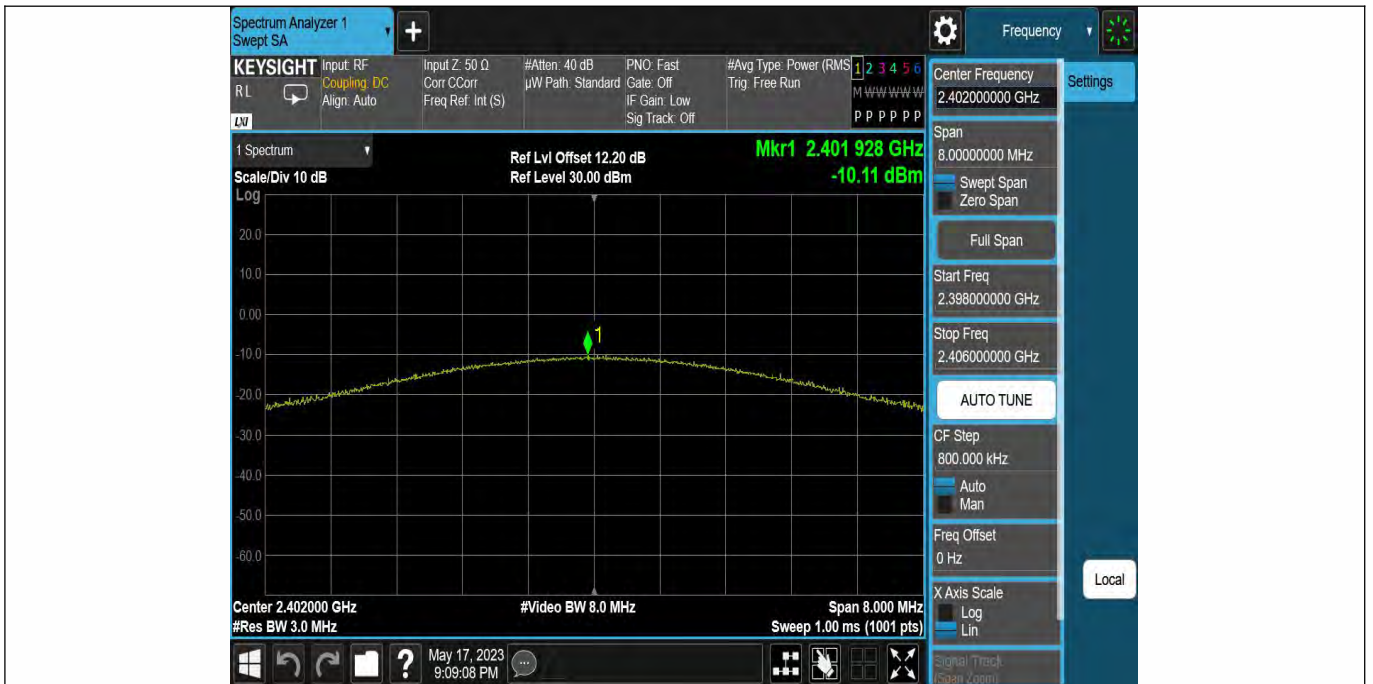 Spectrum Analyzer 1
Swept SA
+
Frequency
KEYSIGHT
R L
LXI
Input: RF
Coupling: DC
Align: Auto
Input Z: 50 Ω
Corr CCorr
Freq Ref: Int (S)
#Atten: 40 dB
µW Path: Standard
PNO: Fast
Gate: Off
IF Gain: Low
Sig Track: Off
#Avg Type: Power (RMS
Trig: Free Run
1 2 3 4 5 6
M W W W W W
P P P P P P
1 Spectrum
Scale/Div 10 dB
Log
Ref Lvl Offset 12.20 dB
Ref Level 30.00 dBm
Mkr1 2.401 928 GHz
-10.11 dBm
20.0
10.0
0.00
-10.0
-20.0
-30.0
-40.0
-50.0
-60.0
1
Center 2.402000 GHz
#Res BW 3.0 MHz
#Video BW 8.0 MHz
Span 8.000 MHz
Sweep 1.00 ms (1001 pts)
Center Frequency
2.402000000 GHz
Settings
Span
8.00000000 MHz
Swept Span
Zero Span
Full Span
Start Freq
2.398000000 GHz
Stop Freq
2.406000000 GHz
AUTO TUNE
CF Step
800.000 kHz
Auto
Man
Freq Offset
0 Hz
X Axis Scale
Log
Lin
Local
Signal Track
(Span Zoom)
?
May 17, 2023
9:09:08 PM